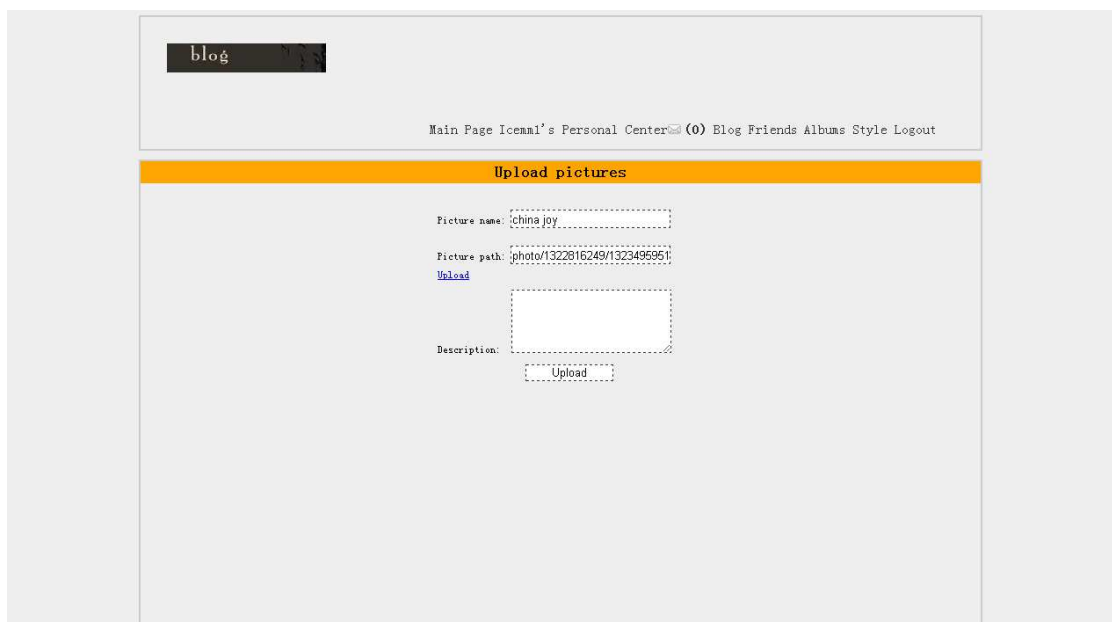 blog
Main Page Icemm1's Personal Center (0) Blog Friends Albums Style Logout
Upload pictures
Picture name: china joy
Picture path: photo/1322816249/1323495951
Upload
Description:
Upload